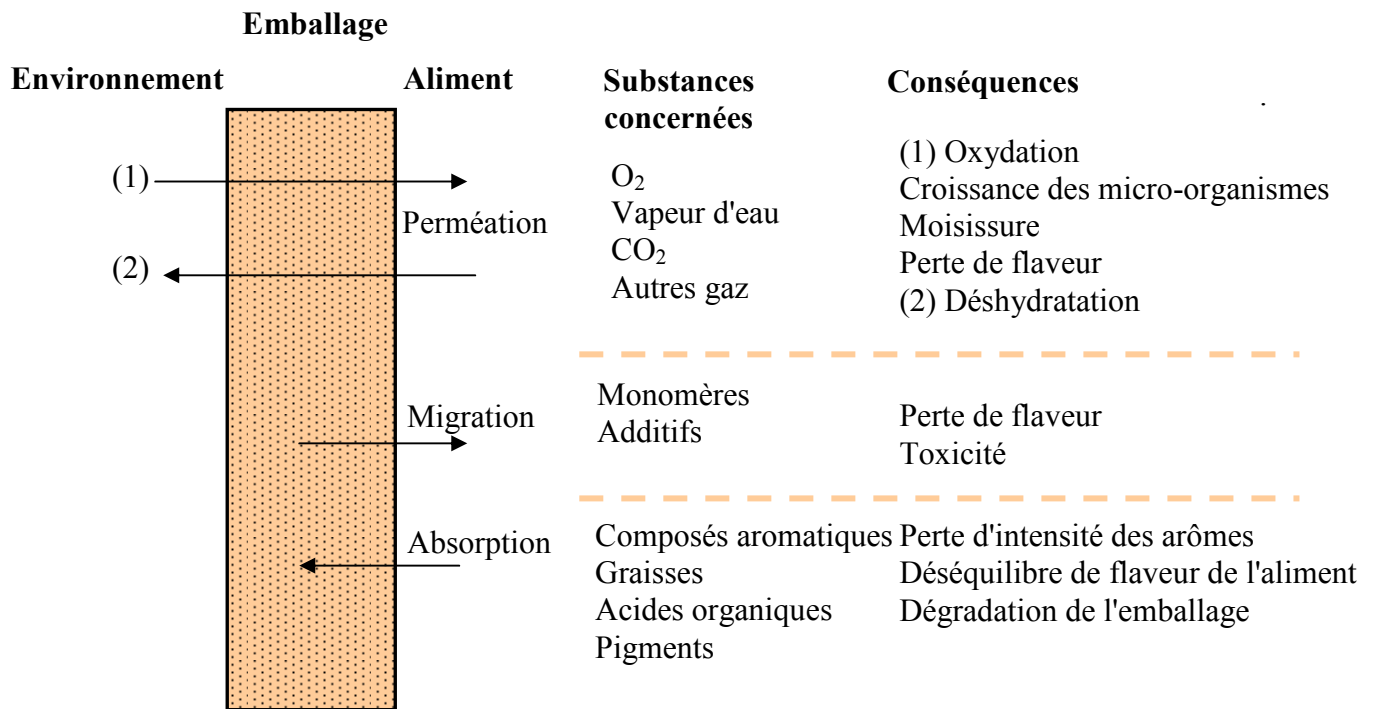 Emballage
Environnement
Aliment
Substances
concernées
Conséquences
(1)
Perméation
(2)
O₂
Vapeur d'eau
CO₂
Autres gaz
(1) Oxydation
Croissance des micro-organismes
Moisissure
Perte de flaveur
(2) Déshydratation
Migration
Monomères
Additifs
Perte de flaveur
Toxicité
Absorption
Composés aromatiques
Graisses
Acides organiques
Pigments
Perte d'intensité des arômes
Déséquilibre de flaveur de l'aliment
Dégradation de l'emballage